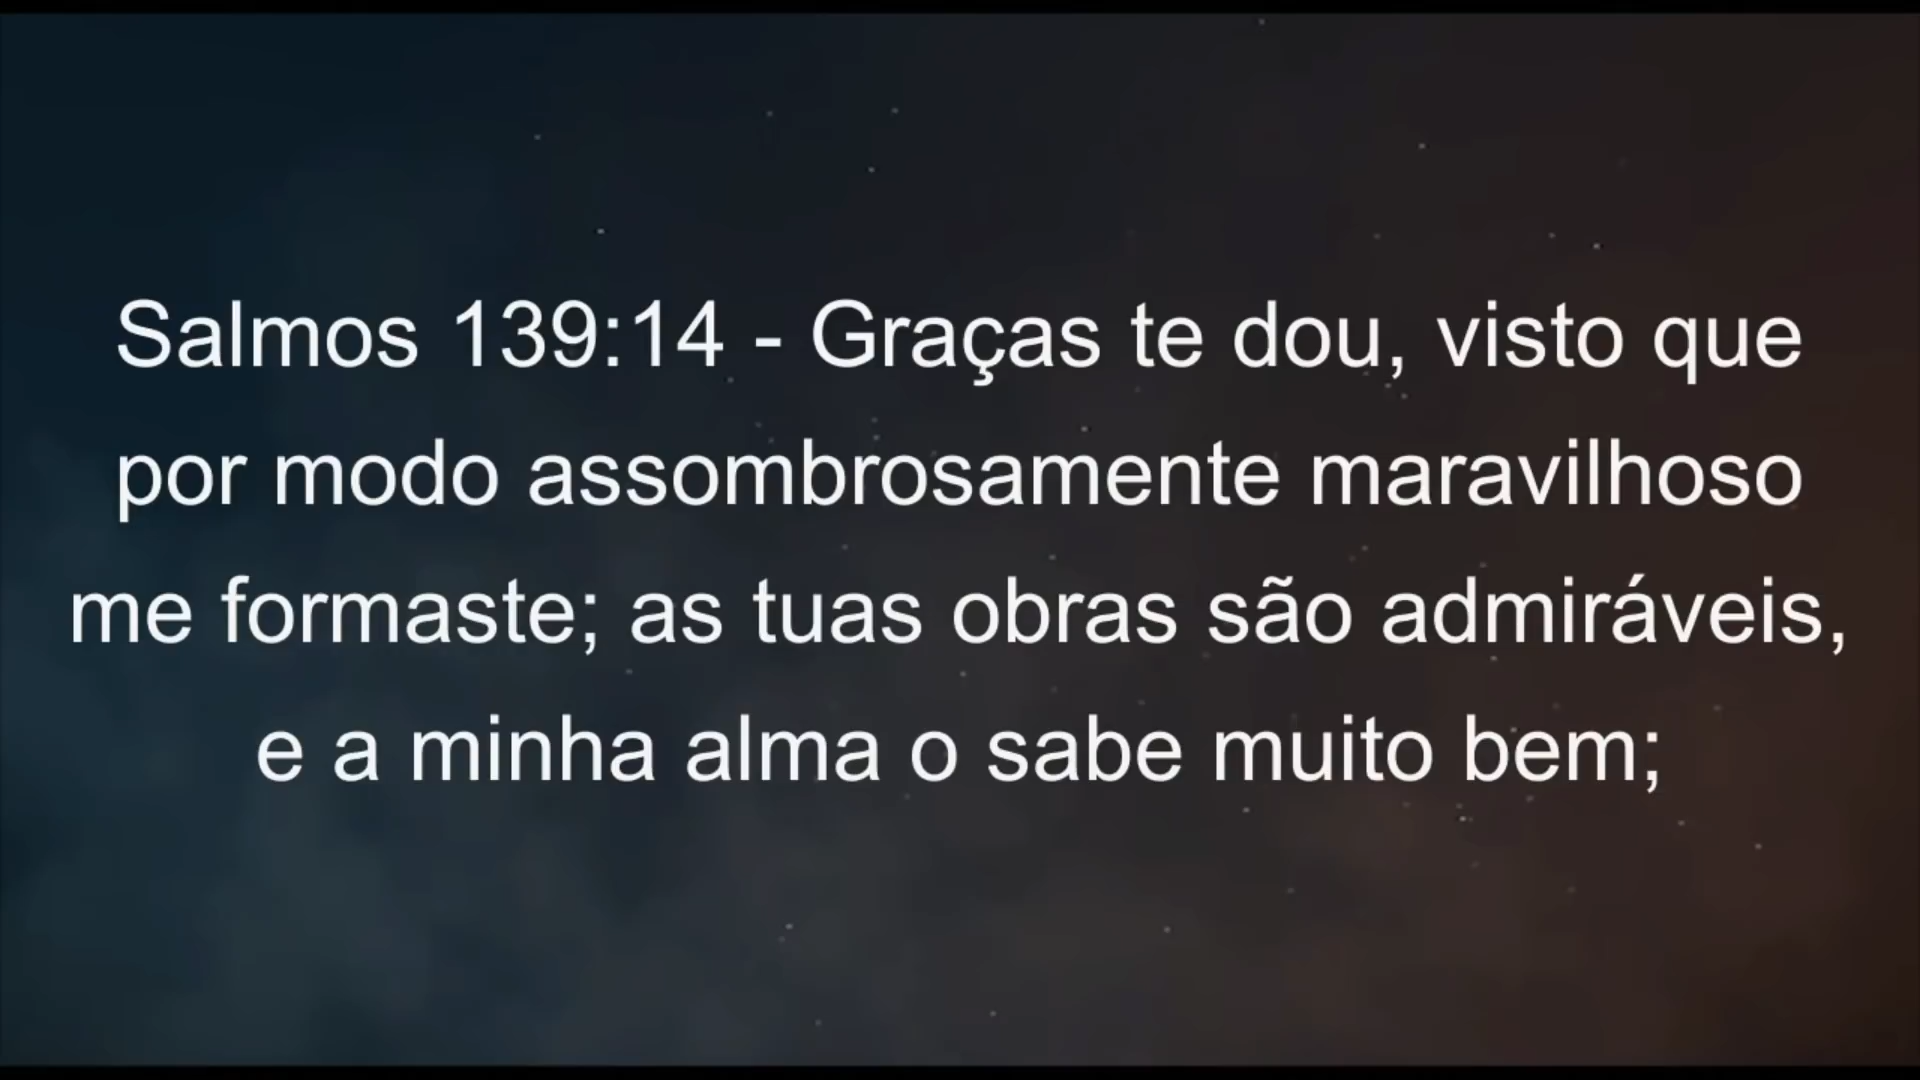 Salmos 139:14 - Graças te dou, visto que
por modo assombrosamente maravilhoso
me formaste; as tuas obras são admiráveis,
e a minha alma o sabe muito bem;